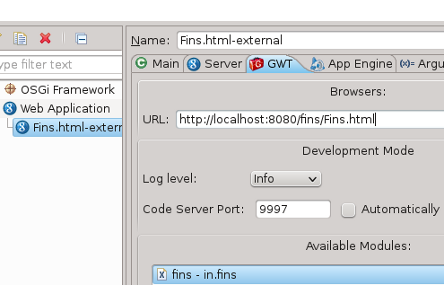 Name: Fins.html-external
type filter text
Main Server GWT App Engine (x)= Argu
OSGi Framework
Browsers:
Web Application
URL: http://localhost:8080/fins/Fins.html
Fins.html-extern
Development Mode
Log level: Info
Code Server Port: 9997 Automatically
Available Modules:
fins - in.fins